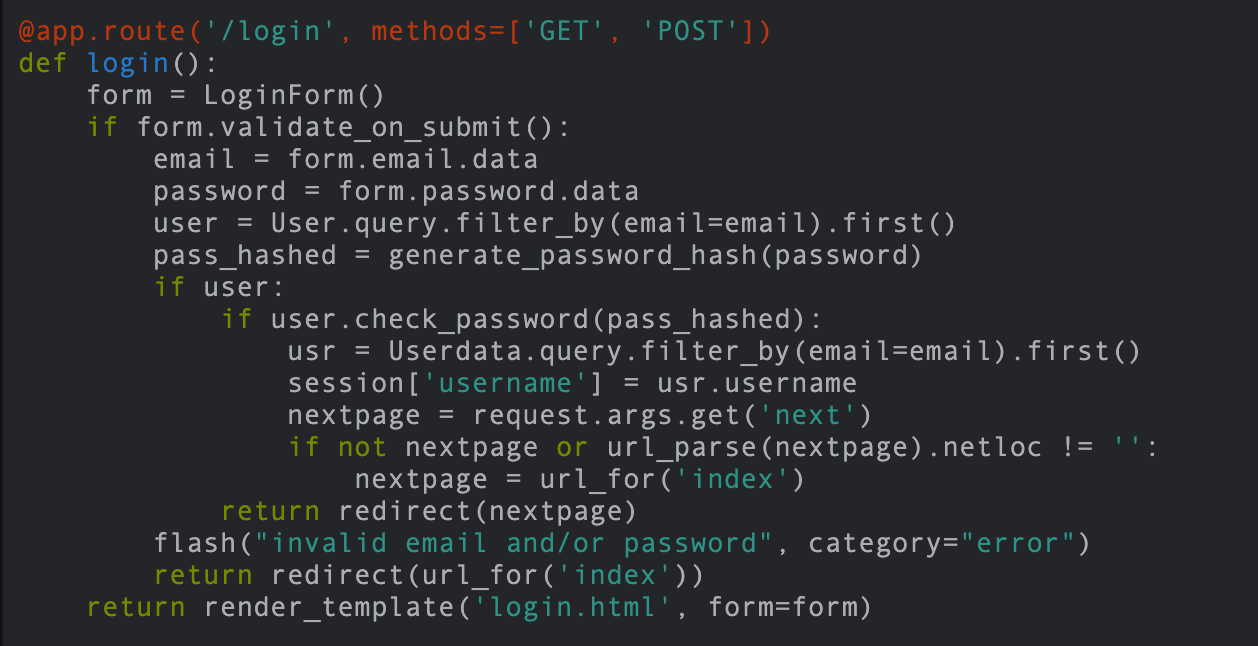 @app.route('/login', methods=['GET', 'POST'])
def login():
    form = LoginForm()
    if form.validate_on_submit():
        email = form.email.data
        password = form.password.data
        user = User.query.filter_by(email=email).first()
        pass_hashed = generate_password_hash(password)
        if user:
            if user.check_password(pass_hashed):
                usr = Userdata.query.filter_by(email=email).first()
                session['username'] = usr.username
                nextpage = request.args.get('next')
                if not nextpage or url_parse(nextpage).netloc != '':
                    nextpage = url_for('index')
            return redirect(nextpage)
        flash("invalid email and/or password", category="error")
        return redirect(url_for('index'))
    return render_template('login.html', form=form)